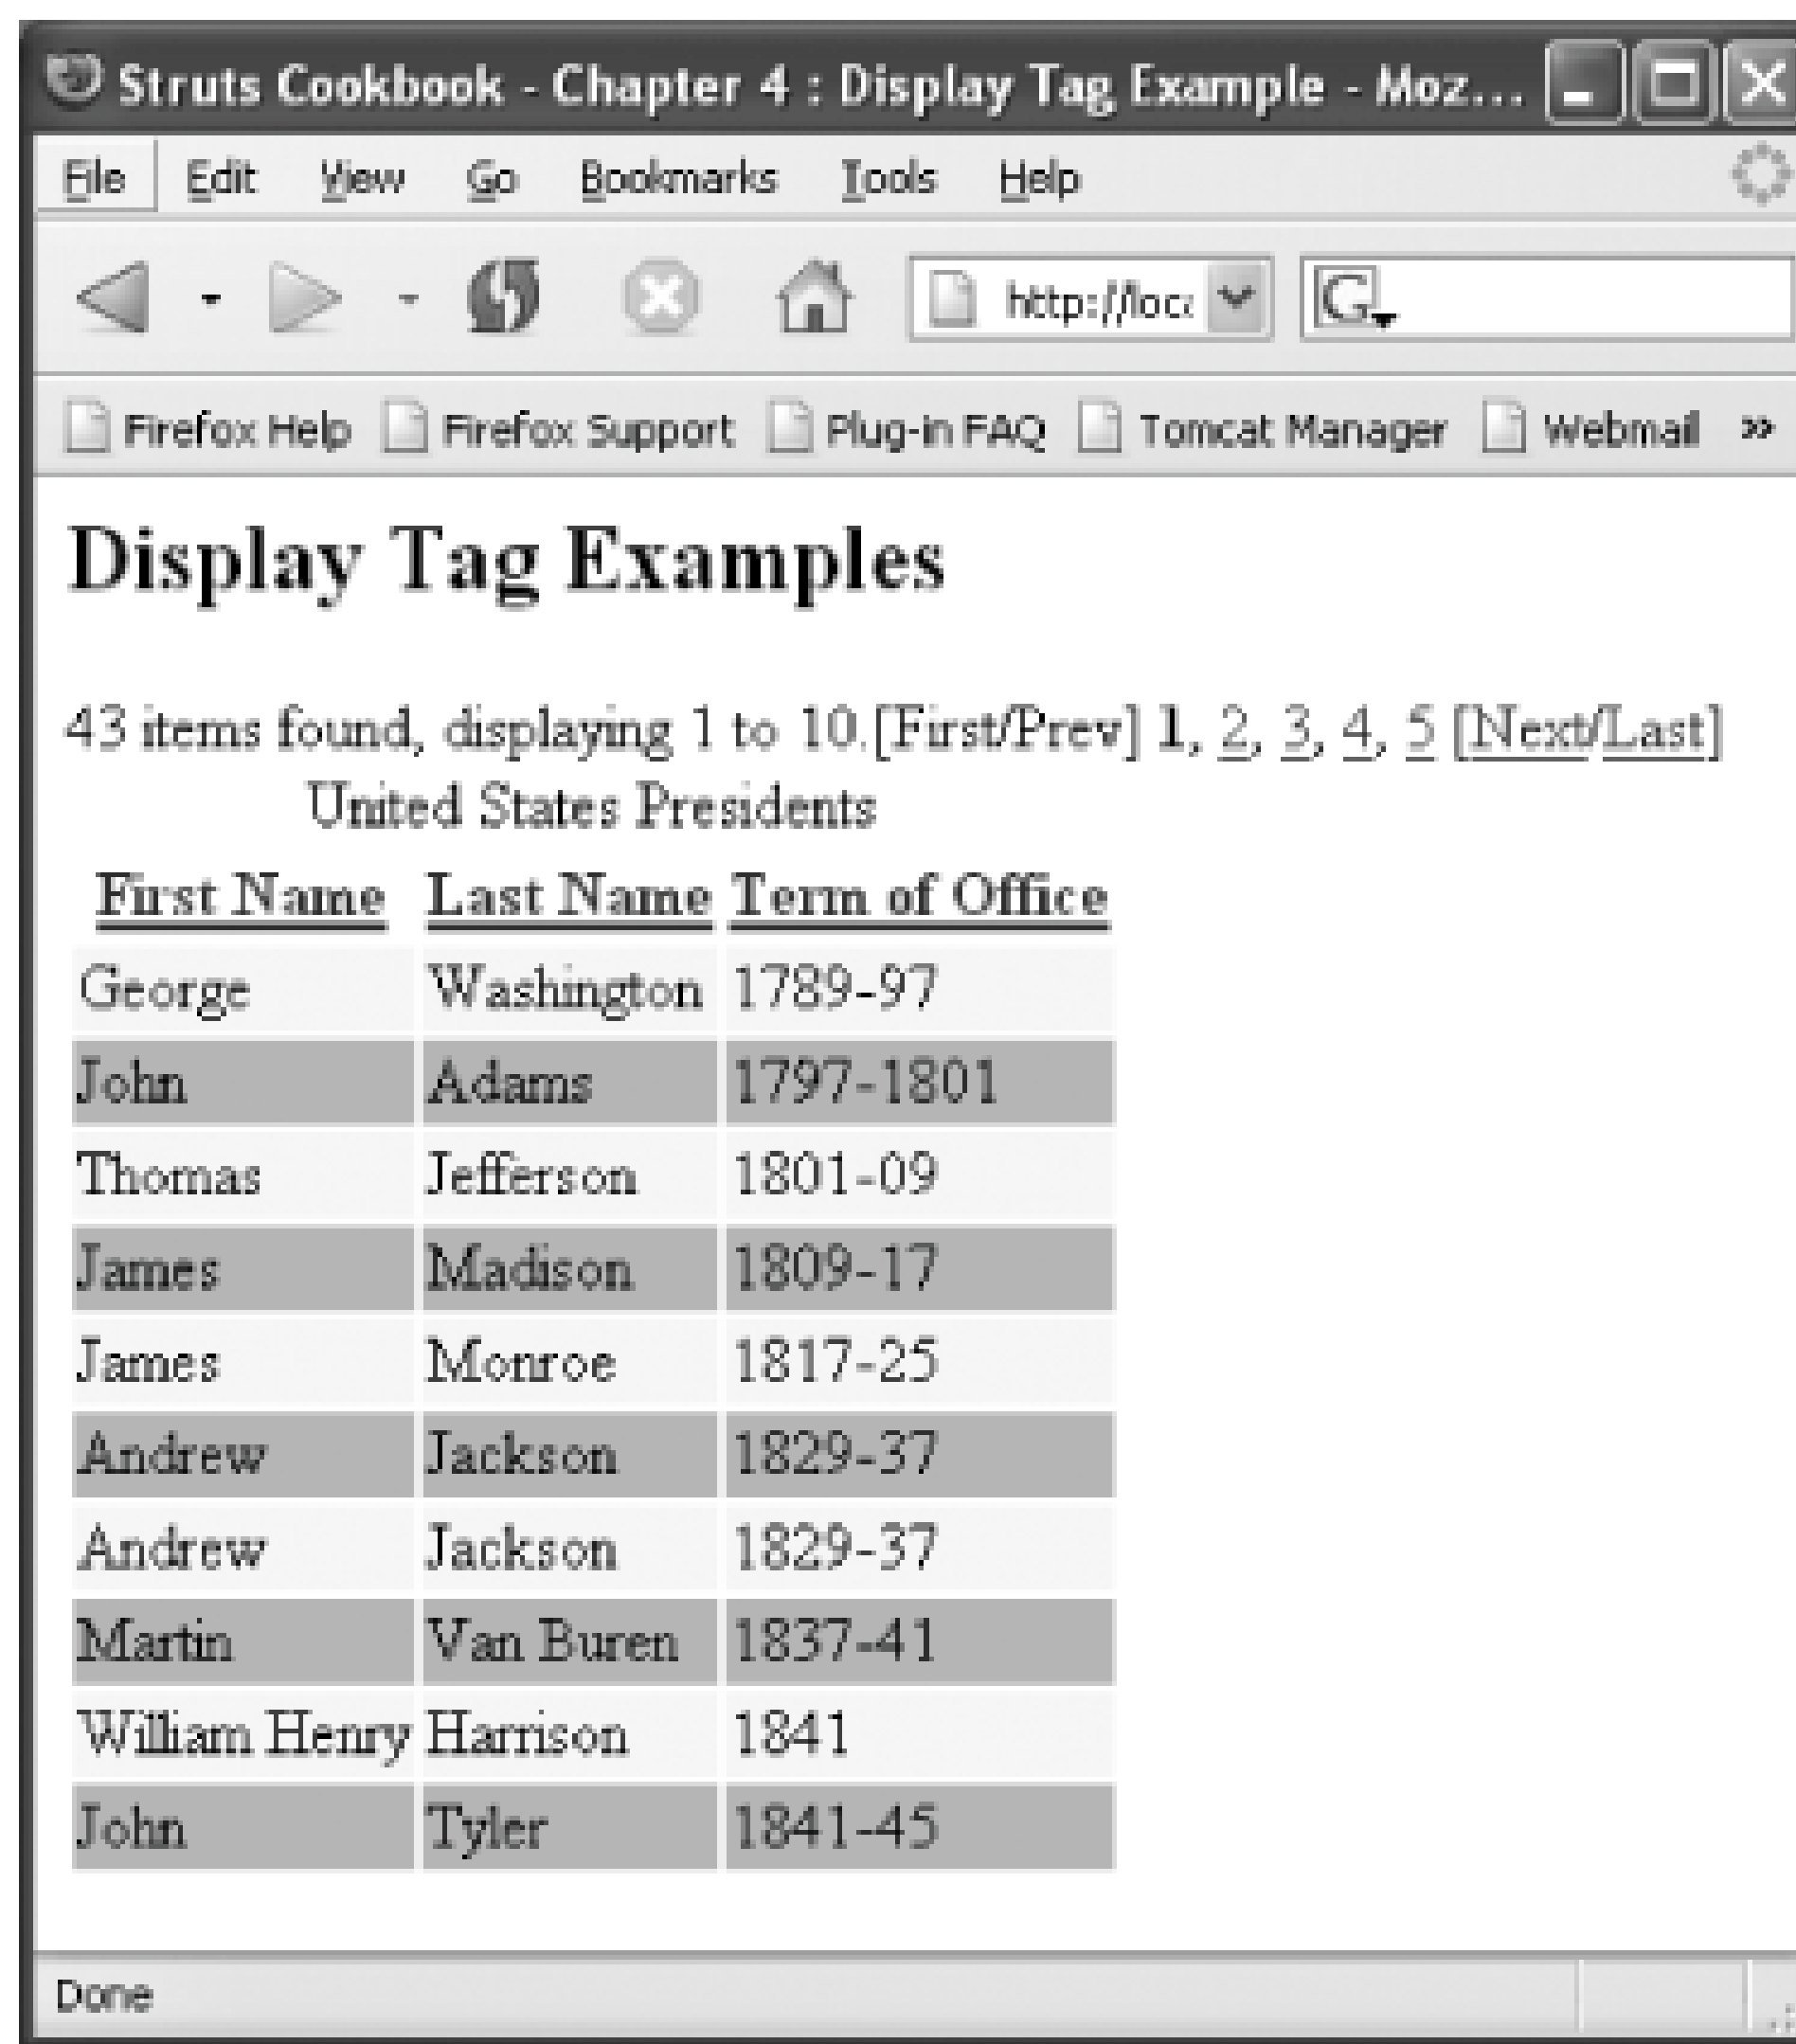 Struts Cookbook - Chapter 4 : Display Tag Example - Moz...
File Edit View Go Bookmarks Tools Help
http://loca G
Firefox Help Firefox Support Plug-in FAQ Tomcat Manager Webmail »
Display Tag Examples
43 items found, displaying 1 to 10.[First/Prev] 1, 2, 3, 4, 5 [Next/Last]
United States Presidents
First Name Last Name Term of Office
George Washington 1789-97
John Adams 1797-1801
Thomas Jefferson 1801-09
James Madison 1809-17
James Monroe 1817-25
Andrew Jackson 1829-37
Andrew Jackson 1829-37
Martin Van Buren 1837-41
William Henry Harrison 1841
John Tyler 1841-45
Done